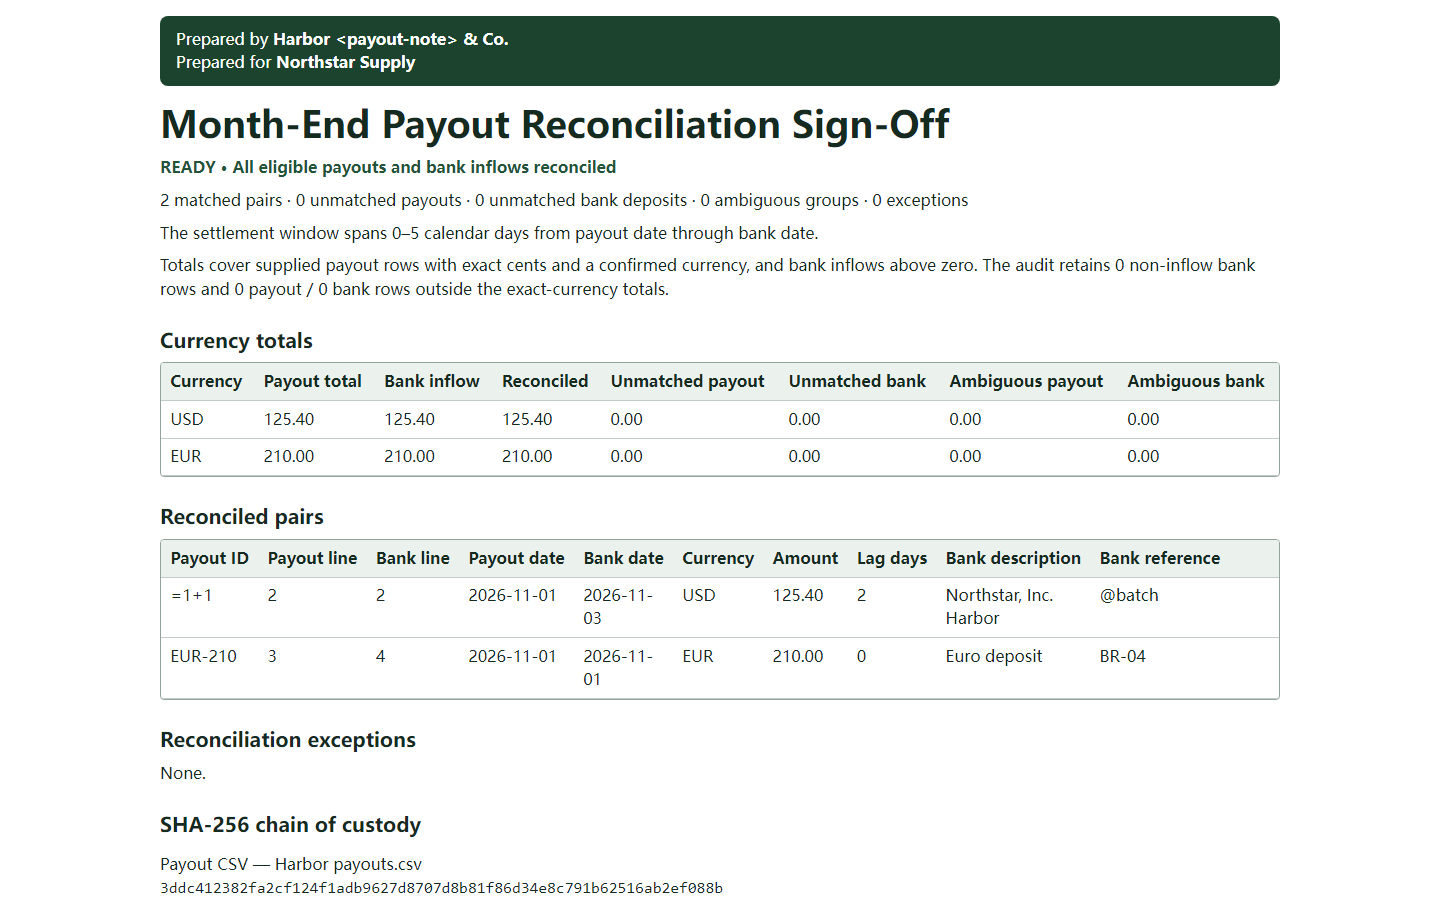 Prepared by Harbor <payout-note> & Co.
Prepared for Northstar Supply
Month-End Payout Reconciliation Sign-Off
READY • All eligible payouts and bank inflows reconciled
2 matched pairs · 0 unmatched payouts · 0 unmatched bank deposits · 0 ambiguous groups · 0 exceptions
The settlement window spans 0–5 calendar days from payout date through bank date.
Totals cover supplied payout rows with exact cents and a confirmed currency, and bank inflows above zero. The audit retains 0 non-inflow bank
rows and 0 payout / 0 bank rows outside the exact-currency totals.
Currency totals
Currency Payout total Bank inflow Reconciled Unmatched payout Unmatched bank Ambiguous payout Ambiguous bank
USD 125.40 125.40 125.40 0.00 0.00 0.00 0.00
EUR 210.00 210.00 210.00 0.00 0.00 0.00 0.00
Reconciled pairs
Payout ID Payout line Bank line Payout date Bank date Currency Amount Lag days Bank description Bank reference
=1+1 2 2 2026-11-01 2026-11- USD 125.40 2 Northstar, Inc. @batch
03 Harbor
EUR-210 3 4 2026-11-01 2026-11- EUR 210.00 0 Euro deposit BR-04
01
Reconciliation exceptions
None.
SHA-256 chain of custody
Payout CSV — Harbor payouts.csv
3ddc412382fa2cf124f1adb9627d8707d8b81f86d34e8c791b62516ab2ef088b